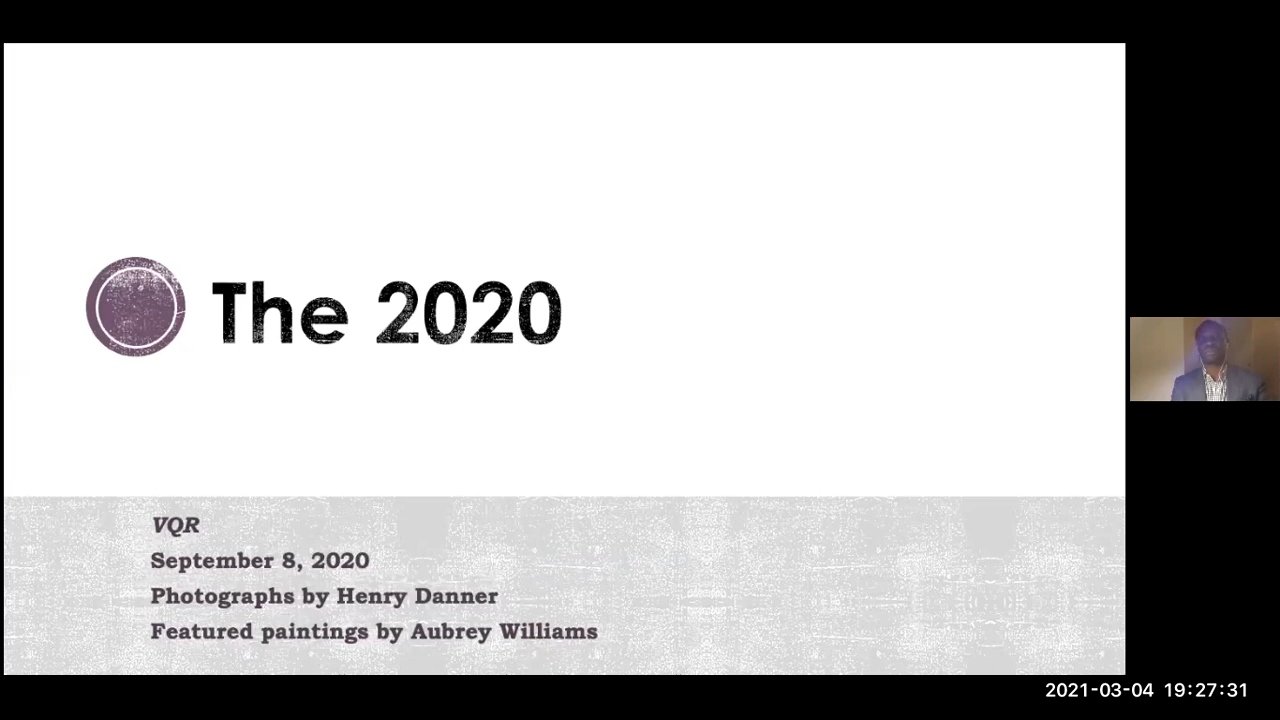 The 2020
VQR
September 8, 2020
Photographs by Henry Danner
Featured paintings by Aubrey Williams
2021-03-04 19:27:31